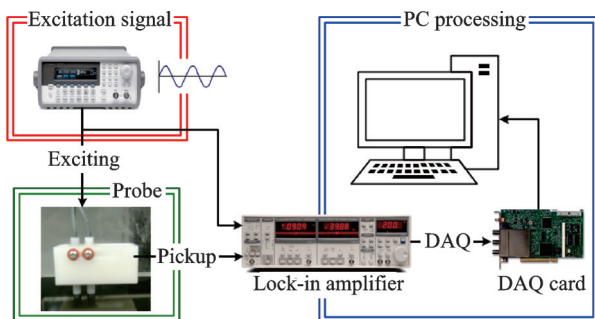 Excitation signal
PC processing
Exciting
Probe
Pickup
DAQ
Lock-in amplifier
DAQ card